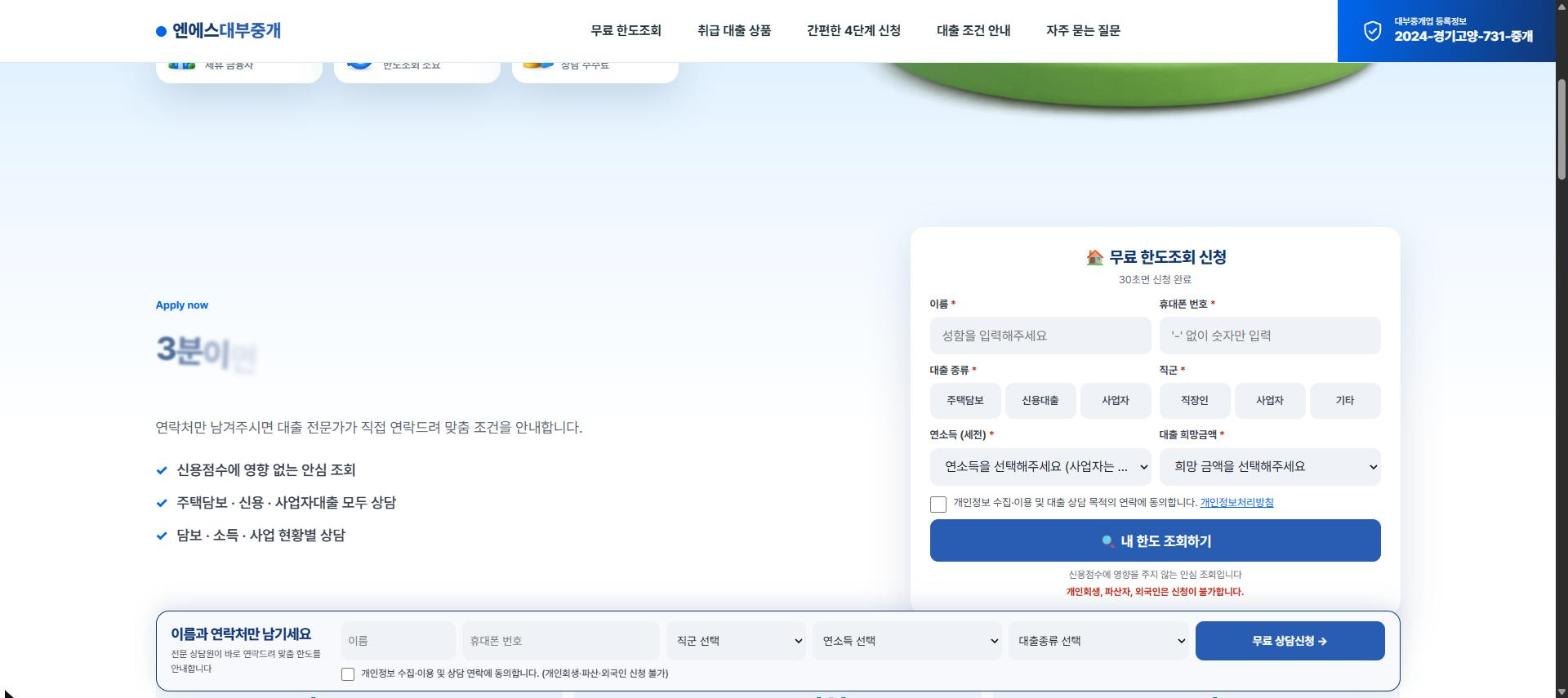 엔에스대부중개
무료 한도조회
취급 대출 상품
간편한 4단계 신청
대출 조건 안내
자주 묻는 질문
대부중개업 등록정보
2024-경기고양-731-중개
제휴 금융사
한도조회 소요
상담 수수료
Apply now
3분이면
연락처만 남겨주시면 대출 전문가가 직접 연락드려 맞춤 조건을 안내합니다.
신용점수에 영향 없는 안심 조회
주택담보 · 신용 · 사업자대출 모두 상담
담보 · 소득 · 사업 현황별 상담
무료 한도조회 신청
30초면 신청 완료
이름 *
휴대폰 번호 *
성함을 입력해주세요
'-' 없이 숫자만 입력
대출 종류 *
직군 *
주택담보
신용대출
사업자
직장인
사업자
기타
연소득 (세전) *
대출 희망금액 *
연소득을 선택해주세요 (사업자는 ...
희망 금액을 선택해주세요
개인정보 수집·이용 및 대출 상담 목적의 연락에 동의합니다. 개인정보처리방침
내 한도 조회하기
신용점수에 영향을 주지 않는 안심 조회입니다
개인회생, 파산자, 외국인은 신청이 불가합니다.
이름과 연락처만 남기세요
전문 상담원이 바로 연락드려 맞춤 한도를
안내합니다
이름
휴대폰 번호
직군 선택
연소득 선택
대출종류 선택
무료 상담신청 →
개인정보 수집·이용 및 상담 연락에 동의합니다. (개인회생·파산·외국인 신청 불가)